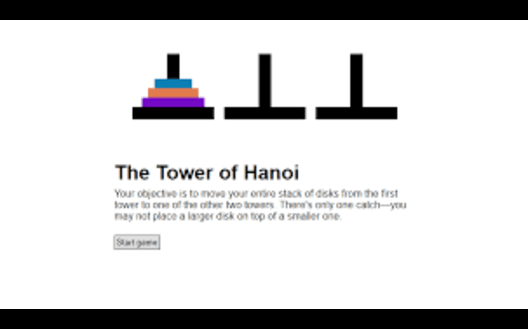 The Tower of Hanoi
Your objective is to move your entire stack of disks from the first
tower to one of the other two towers. There's only one catch—you
may not place a larger disk on top of a smaller one.
Start game